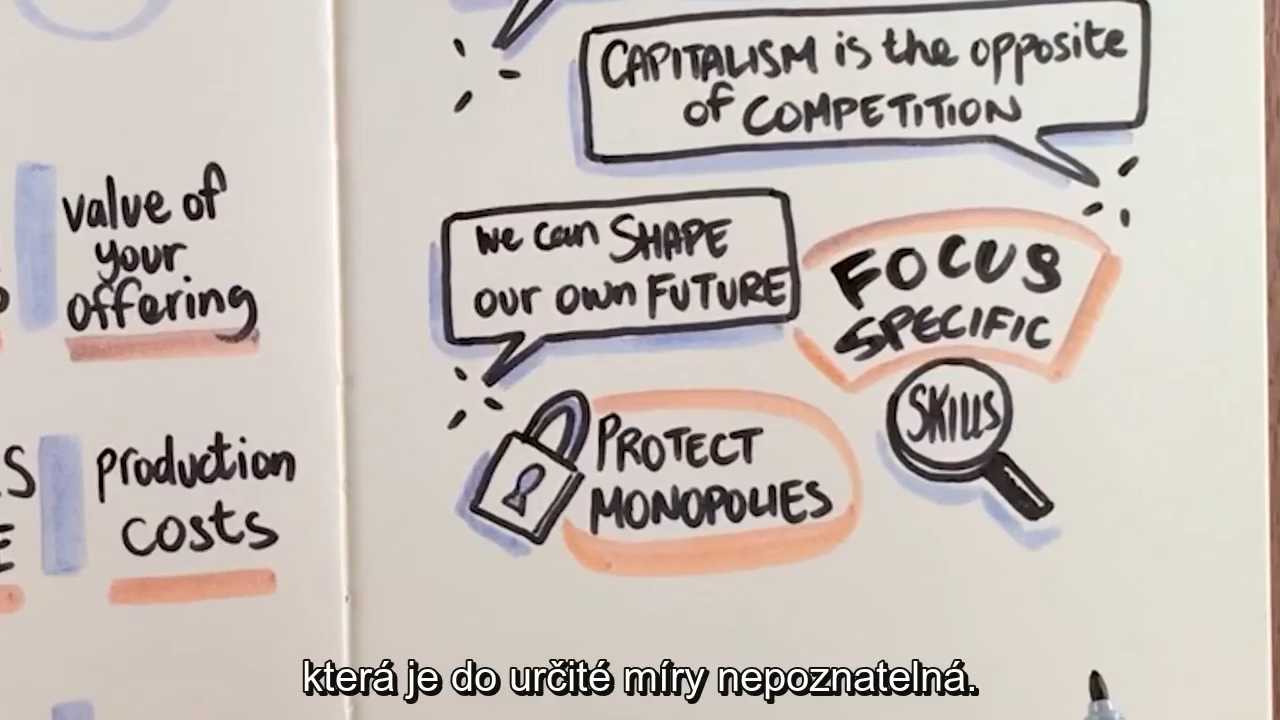 value of
your
offering
production
costs
CAPITALISM is the opposite
of COMPETITION
we can SHAPE
our own FUTURE
FOCUS
SPECIFIC
SKILLS
PROTECT
MONOPOLIES
která je do určité míry nepoznatelná.